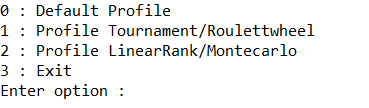 0 : Default Profile
1 : Profile Tournament/Roulettwheel
2 : Profile LinearRank/Montecarlo
3 : Exit
Enter option :